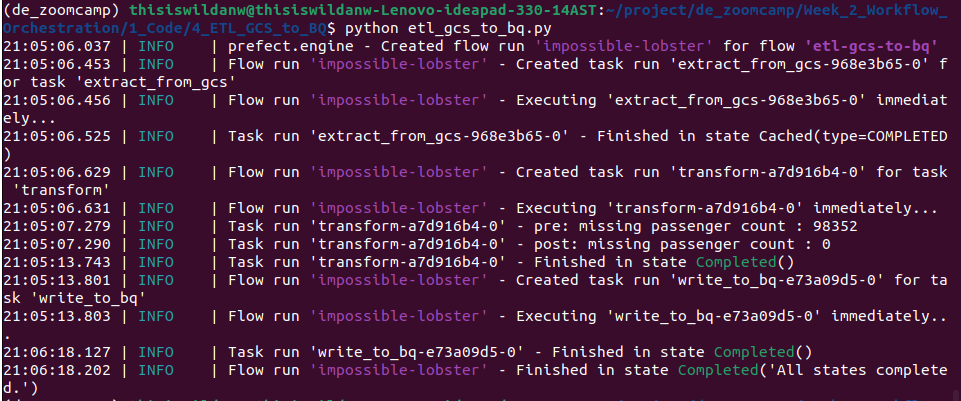 (de_zoomcamp) thisiswildanw@thisiswildanw-Lenovo-ideapad-330-14AST:~/project/de_zoomcamp/Week_2_Workflow_
Orchestration/1_Code/4_ETL_GCS_to_BQ$ python etl_gcs_to_bq.py
21:05:06.037 | INFO    | prefect.engine - Created flow run 'impossible-lobster' for flow 'etl-gcs-to-bq'
21:05:06.453 | INFO    | Flow run 'impossible-lobster' - Created task run 'extract_from_gcs-968e3b65-0' f
or task 'extract_from_gcs'
21:05:06.456 | INFO    | Flow run 'impossible-lobster' - Executing 'extract_from_gcs-968e3b65-0' immediat
ely...
21:05:06.525 | INFO    | Task run 'extract_from_gcs-968e3b65-0' - Finished in state Cached(type=COMPLETED
)
21:05:06.629 | INFO    | Flow run 'impossible-lobster' - Created task run 'transform-a7d916b4-0' for task
 'transform'
21:05:06.631 | INFO    | Flow run 'impossible-lobster' - Executing 'transform-a7d916b4-0' immediately...
21:05:07.279 | INFO    | Task run 'transform-a7d916b4-0' - pre: missing passenger count : 98352
21:05:07.290 | INFO    | Task run 'transform-a7d916b4-0' - post: missing passenger count : 0
21:05:13.743 | INFO    | Task run 'transform-a7d916b4-0' - Finished in state Completed()
21:05:13.801 | INFO    | Flow run 'impossible-lobster' - Created task run 'write_to_bq-e73a09d5-0' for ta
sk 'write_to_bq'
21:05:13.803 | INFO    | Flow run 'impossible-lobster' - Executing 'write_to_bq-e73a09d5-0' immediately..
.
21:06:18.127 | INFO    | Task run 'write_to_bq-e73a09d5-0' - Finished in state Completed()
21:06:18.202 | INFO    | Flow run 'impossible-lobster' - Finished in state Completed('All states complete
d.')